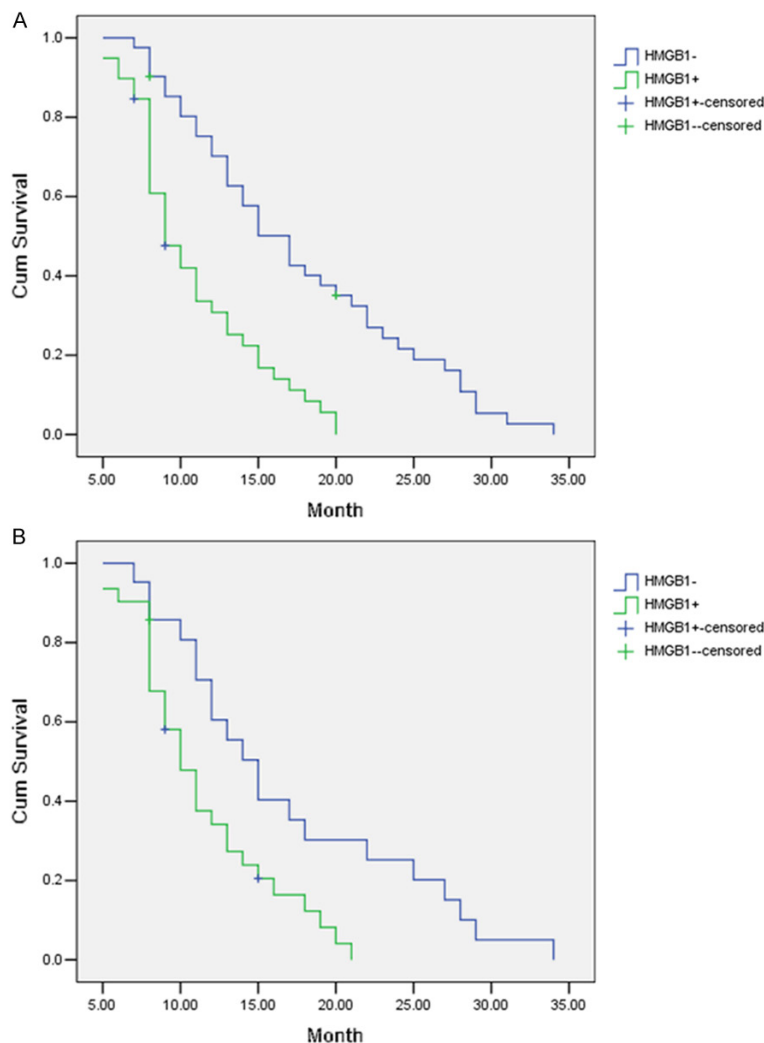 A
1.0
0.8
0.6
0.4
0.2
0.0
Cum Survival
5.00 10.00 15.00 20.00 25.00 30.00 35.00
Month
HMGB1-
HMGB1+
HMGB1+-censored
HMGB1--censored
B
1.0
0.8
0.6
0.4
0.2
0.0
Cum Survival
5.00 10.00 15.00 20.00 25.00 30.00 35.00
Month
HMGB1-
HMGB1+
HMGB1+-censored
HMGB1--censored